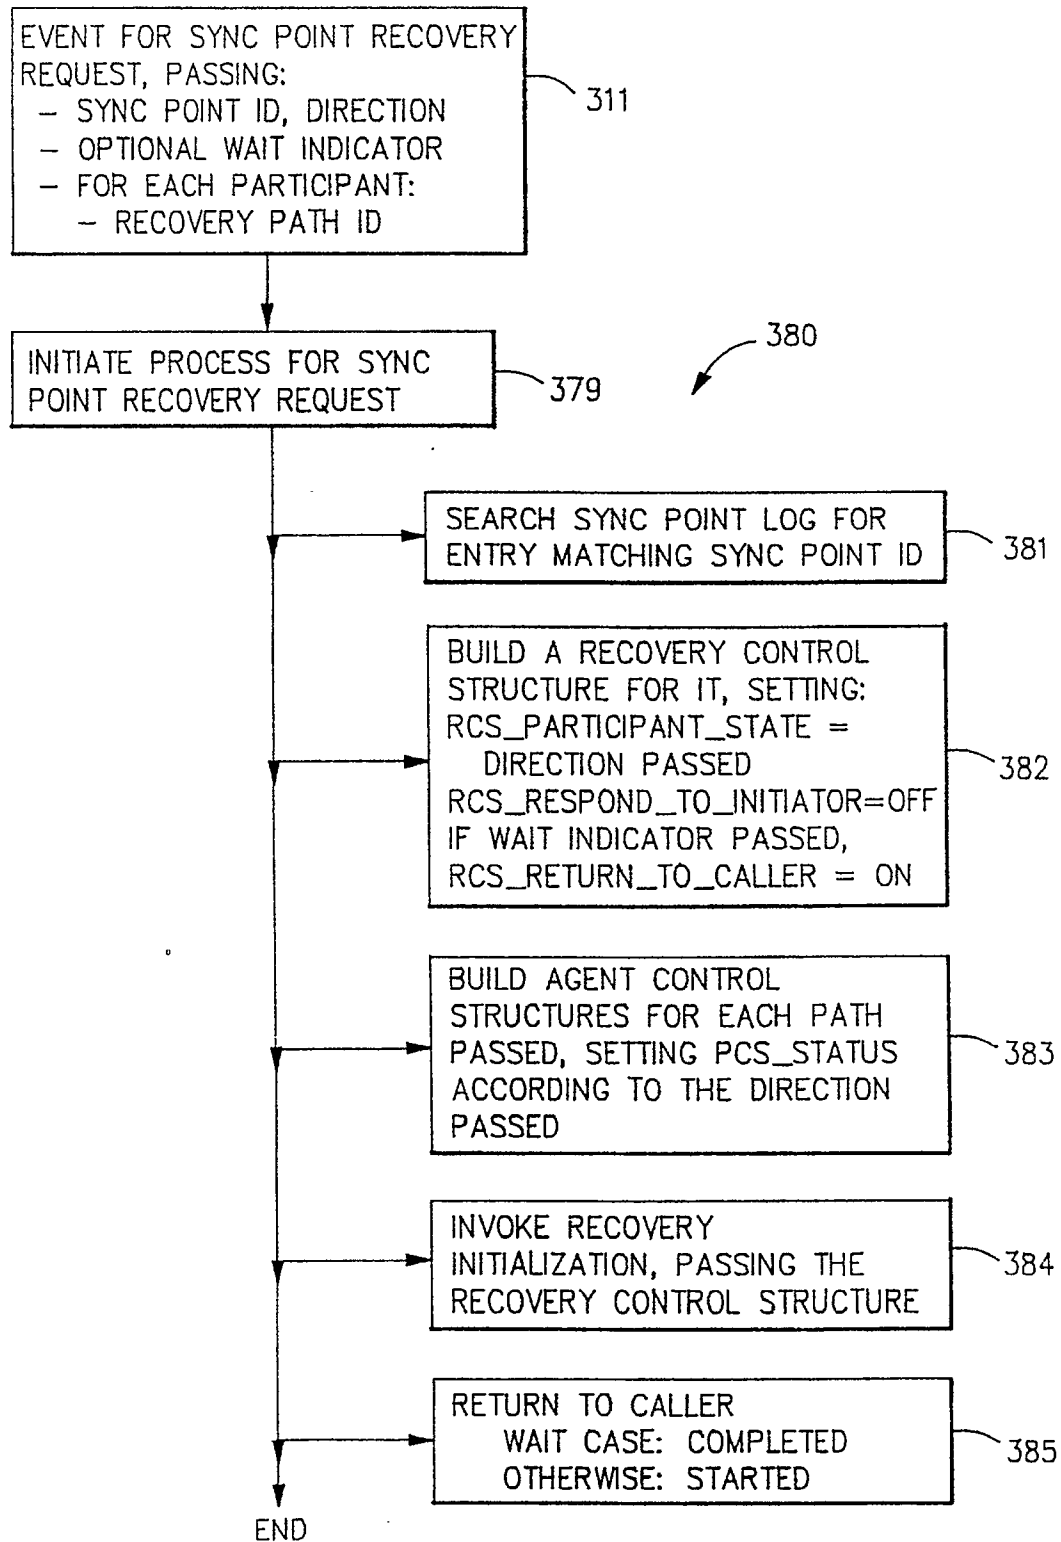 EVENT FOR SYNC POINT RECOVERY
REQUEST, PASSING:
– SYNC POINT ID, DIRECTION
– OPTIONAL WAIT INDICATOR
– FOR EACH PARTICIPANT:
– RECOVERY PATH ID
311
INITIATE PROCESS FOR SYNC
POINT RECOVERY REQUEST
379
380
SEARCH SYNC POINT LOG FOR
ENTRY MATCHING SYNC POINT ID
381
BUILD A RECOVERY CONTROL
STRUCTURE FOR IT, SETTING:
RCS_PARTICIPANT_STATE =
DIRECTION PASSED
RCS_RESPOND_TO_INITIATOR=OFF
IF WAIT INDICATOR PASSED,
RCS_RETURN_TO_CALLER = ON
382
BUILD AGENT CONTROL
STRUCTURES FOR EACH PATH
PASSED, SETTING PCS_STATUS
ACCORDING TO THE DIRECTION
PASSED
383
INVOKE RECOVERY
INITIALIZATION, PASSING THE
RECOVERY CONTROL STRUCTURE
384
RETURN TO CALLER
WAIT CASE: COMPLETED
OTHERWISE: STARTED
385
END